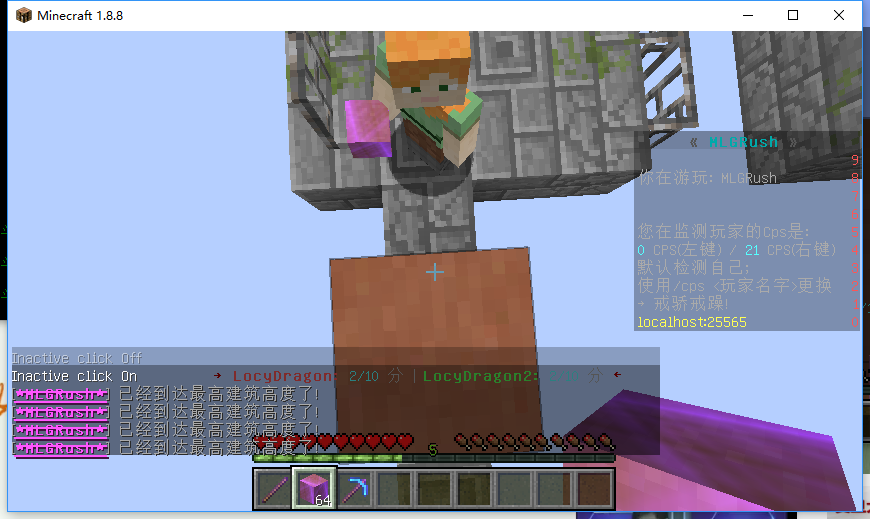 Minecraft 1.8.8
« MLGRush »
9
你在游玩: MLGRush
8
您在监测玩家的Cps是:
0 CPS(左键) / 21 CPS(右键)
默认检测自己;
使用/cps <玩家名字>更换
→ 戒骄戒躁!
localhost:25565
Inactive click Off
Inactive click On
→ LocyDragon: 2/10 分 | LocyDragon2: 分 ←
*MLGRush* 已经到达最高建筑高度了!
*MLGRush* 已经到达最高建筑高度了!
*MLGRush* 已经到达最高建筑高度了!
*MLGRush* 已经到达最高建筑高度了!
64